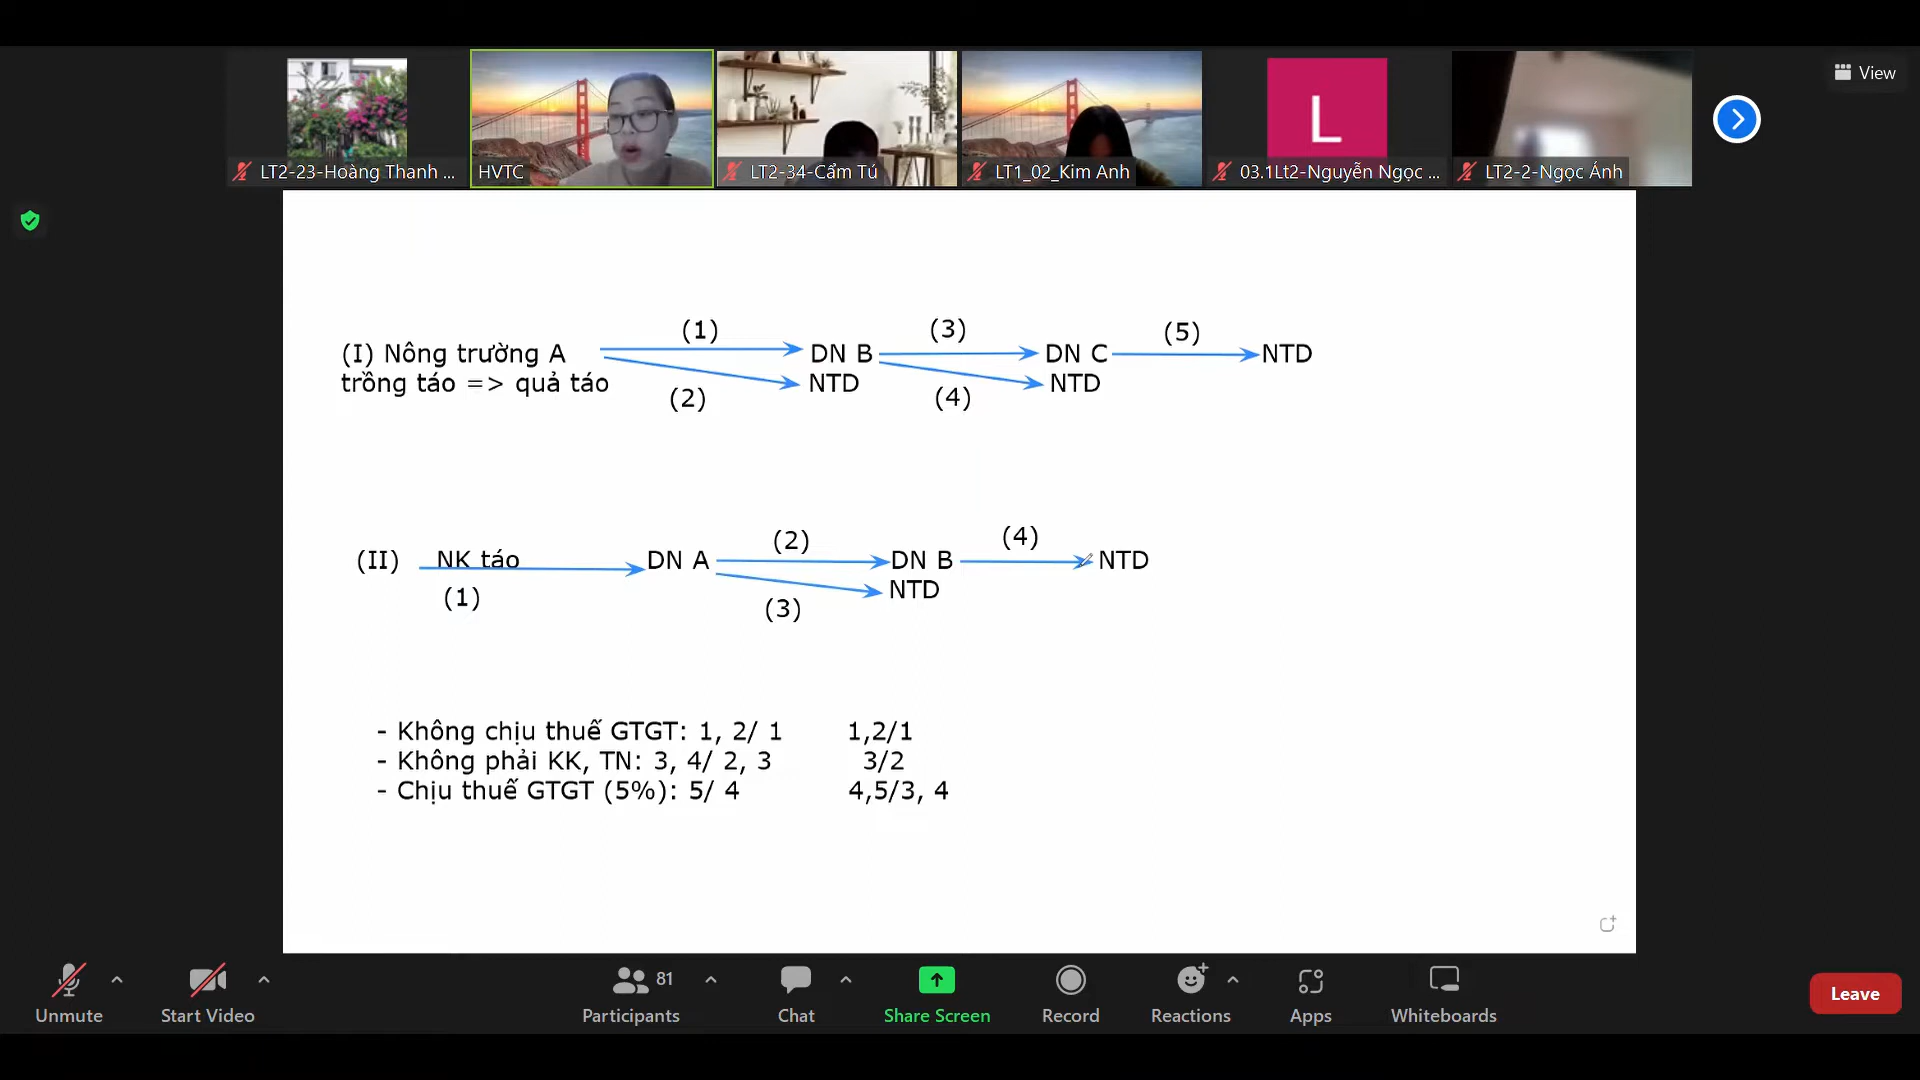 View
LT2-23-Hoàng Thanh ...
HVTC
LT2-34-Cẩm Tú
LT1_02_Kim Anh
L
03.1Lt2-Nguyễn Ngọc ...
LT2-2-Ngọc Ánh
(1)
(3)
(5)
(I) Nông trường A
DN B
DN C
NTD
trồng táo => quả táo
NTD
NTD
(2)
(4)
(2)
(4)
(II)
NK táo
DN A
DN B
NTD
NTD
(1)
(3)
- Không chịu thuế GTGT: 1, 2/ 1 1,2/1
- Không phải KK, TN: 3, 4/ 2, 3 3/2
- Chịu thuế GTGT (5%): 5/ 4 4,5/3, 4
81
Unmute
Start Video
Participants
Chat
Share Screen
Record
Reactions
Apps
Whiteboards
Leave